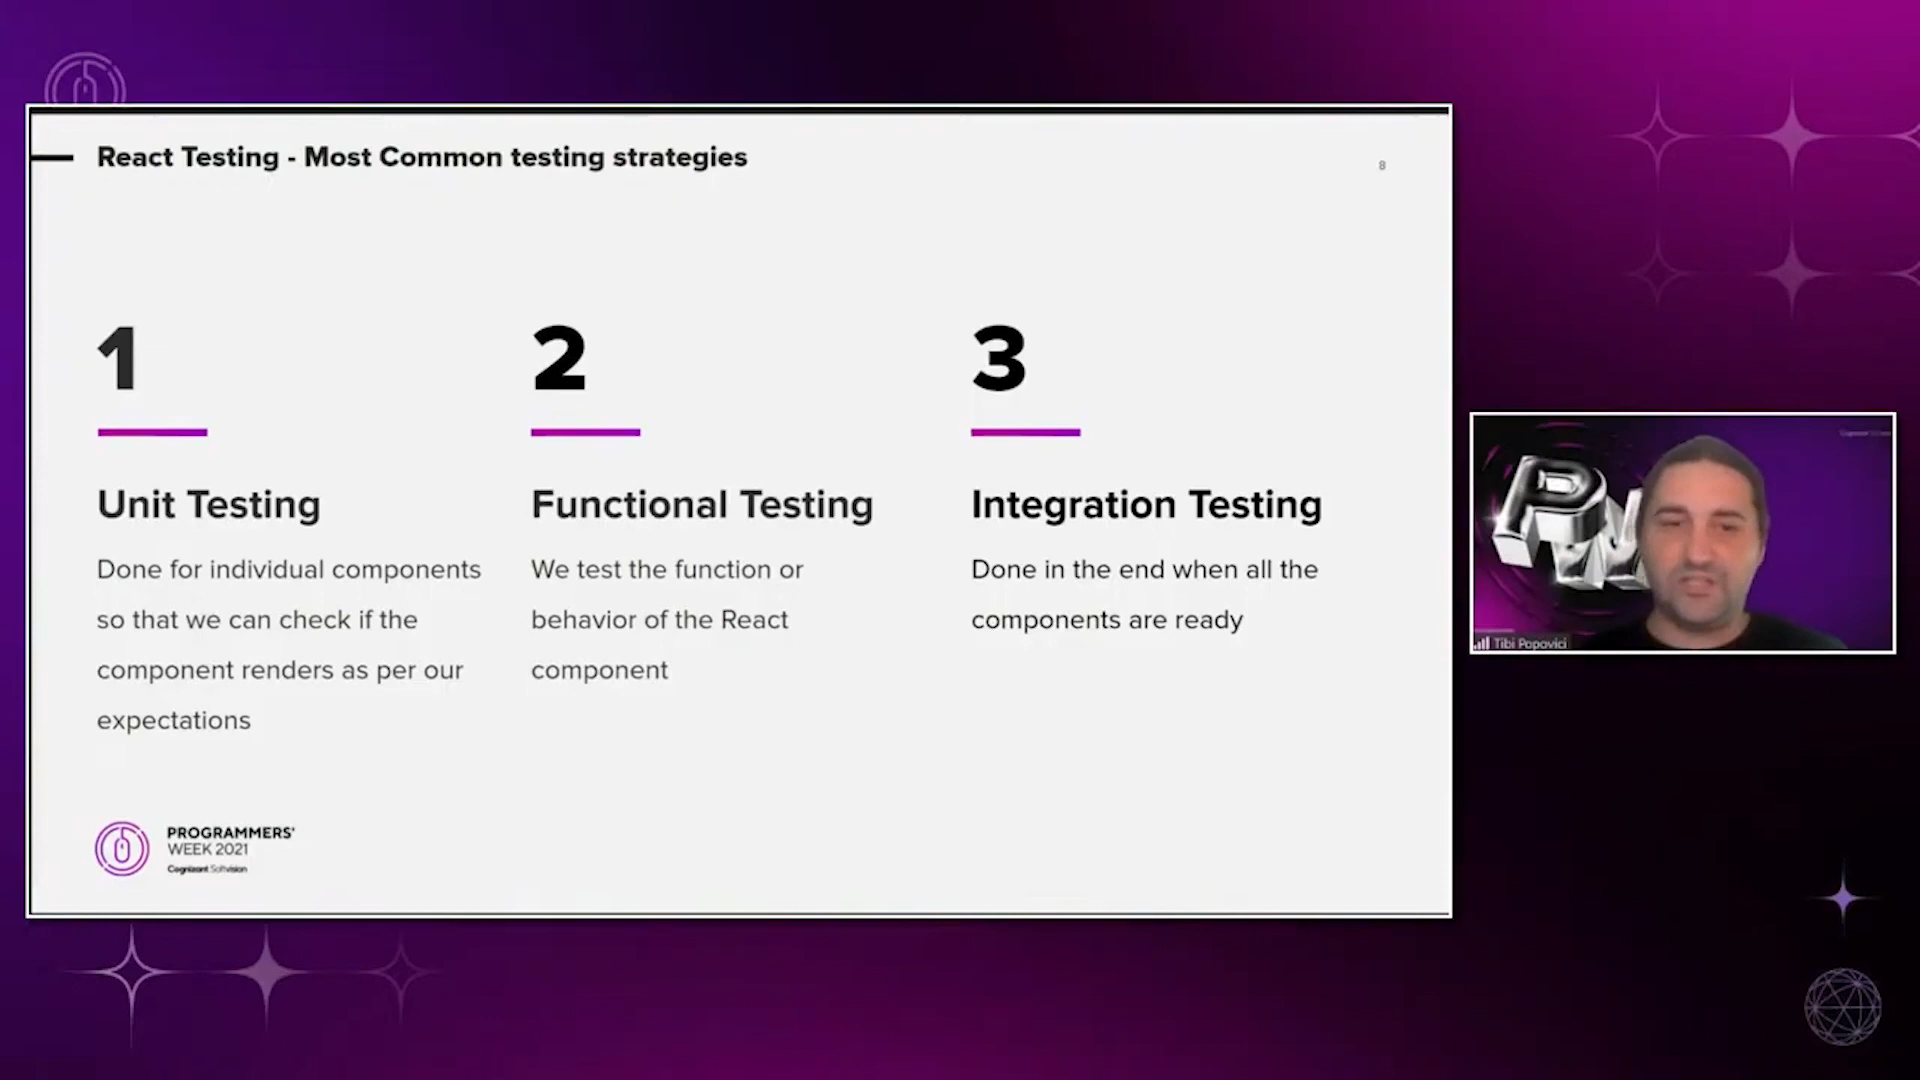 React Testing - Most Common testing strategies
8
1
2
3
Unit Testing
Functional Testing
Integration Testing
Done for individual components
so that we can check if the
component renders as per our
expectations
We test the function or
behavior of the React
component
Done in the end when all the
components are ready
PROGRAMMERS'
WEEK 2021
Cognizant Softvision
PW
Tibi Popovici